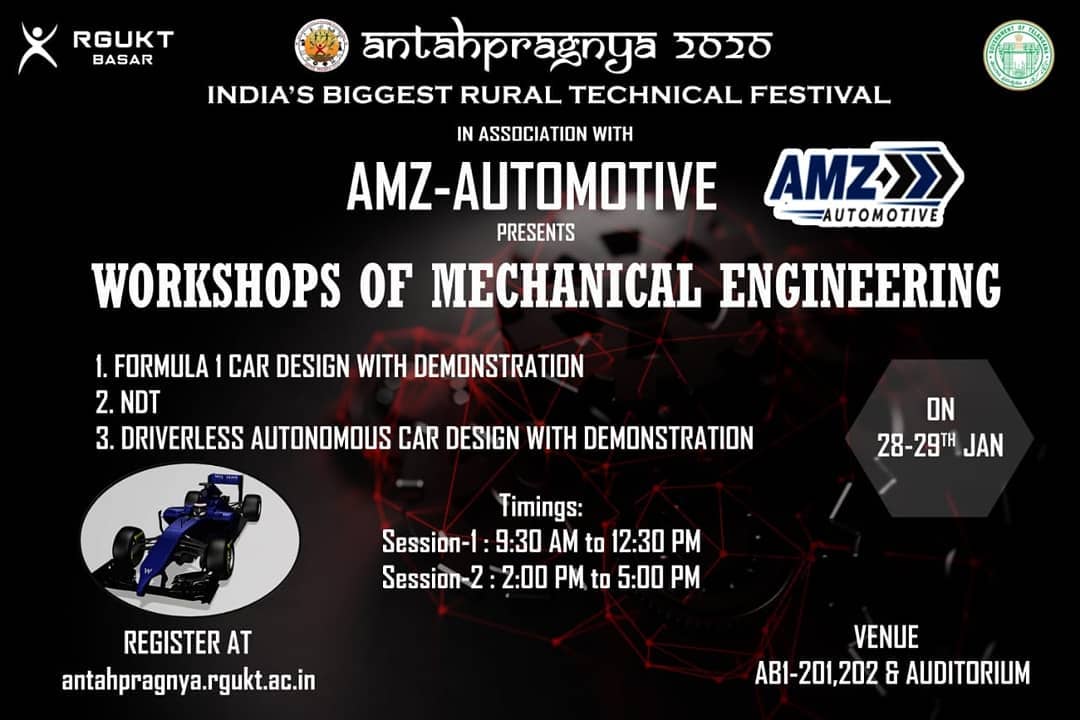 RGUKT
BASAR
antahpragnya 2020
GOVERNMENT OF TELANGANA
INDIA'S BIGGEST RURAL TECHNICAL FESTIVAL
IN ASSOCIATION WITH
AMZ-AUTOMOTIVE
AMZ
AUTOMOTIVE
PRESENTS
WORKSHOPS OF MECHANICAL ENGINEERING
1. FORMULA 1 CAR DESIGN WITH DEMONSTRATION
2. NDT
3. DRIVERLESS AUTONOMOUS CAR DESIGN WITH DEMONSTRATION
ON
28-29TH JAN
Timings:
Session-1 : 9:30 AM to 12:30 PM
Session-2 : 2:00 PM to 5:00 PM
REGISTER AT
antahpragnya.rgukt.ac.in
VENUE
AB1-201,202 & AUDITORIUM